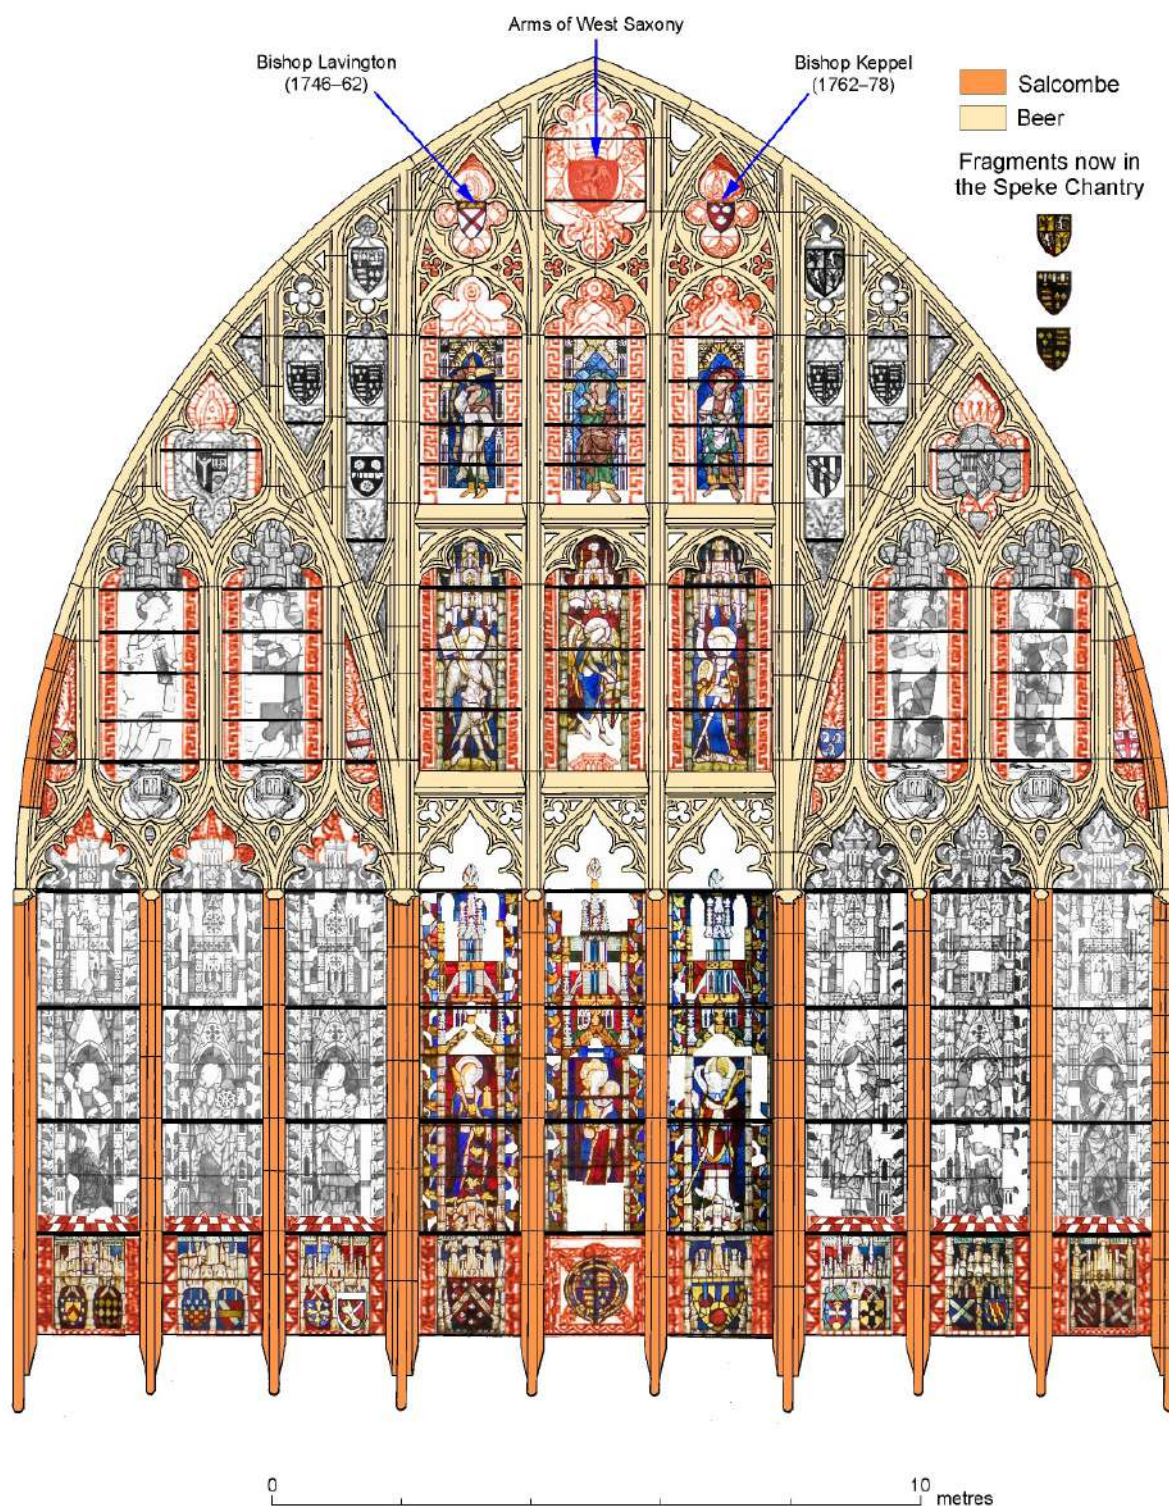 Arms of West Saxony
Bishop Lavington
(1746–62)
Bishop Keppel
(1762–78)
Salcombe
Beer
Fragments now in
the Speke Chantry
0
10
metres